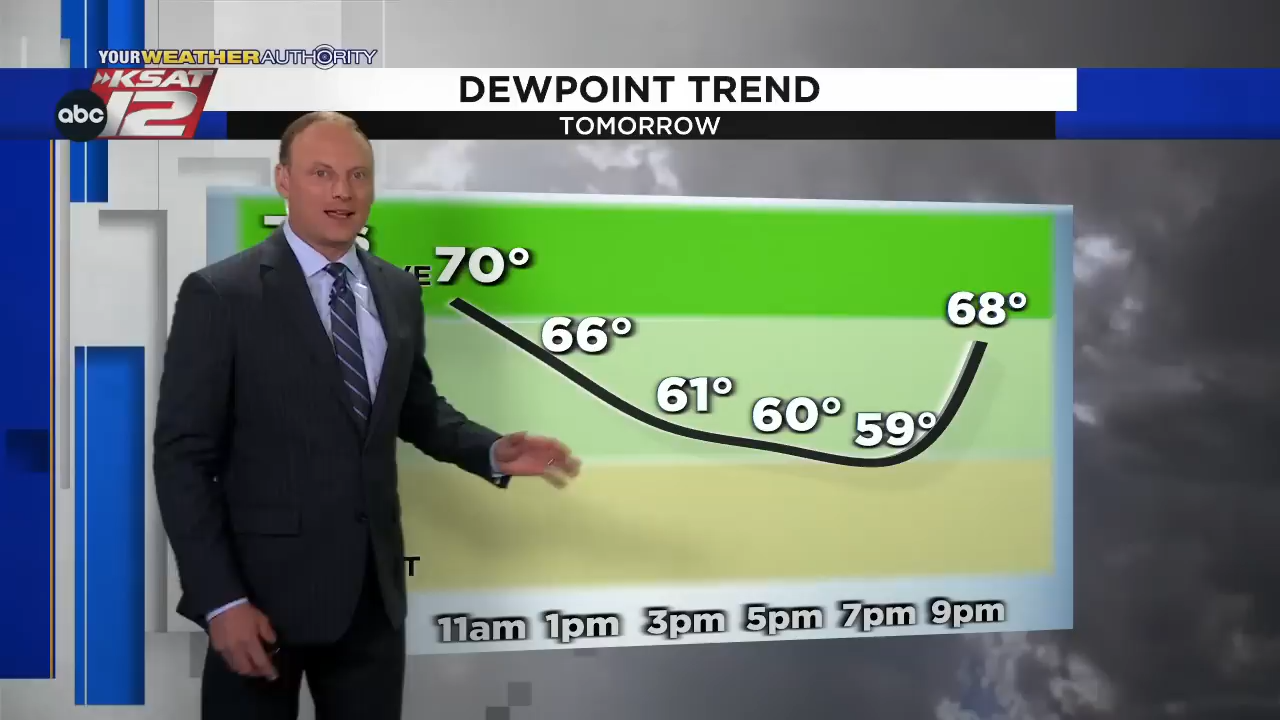 YOURWEATHERAUTHORITY
KSAT
abc 12
DEWPOINT TREND
TOMORROW
70°
66°
61°
60°
59°
68°
11am 1pm 3pm 5pm 7pm 9pm